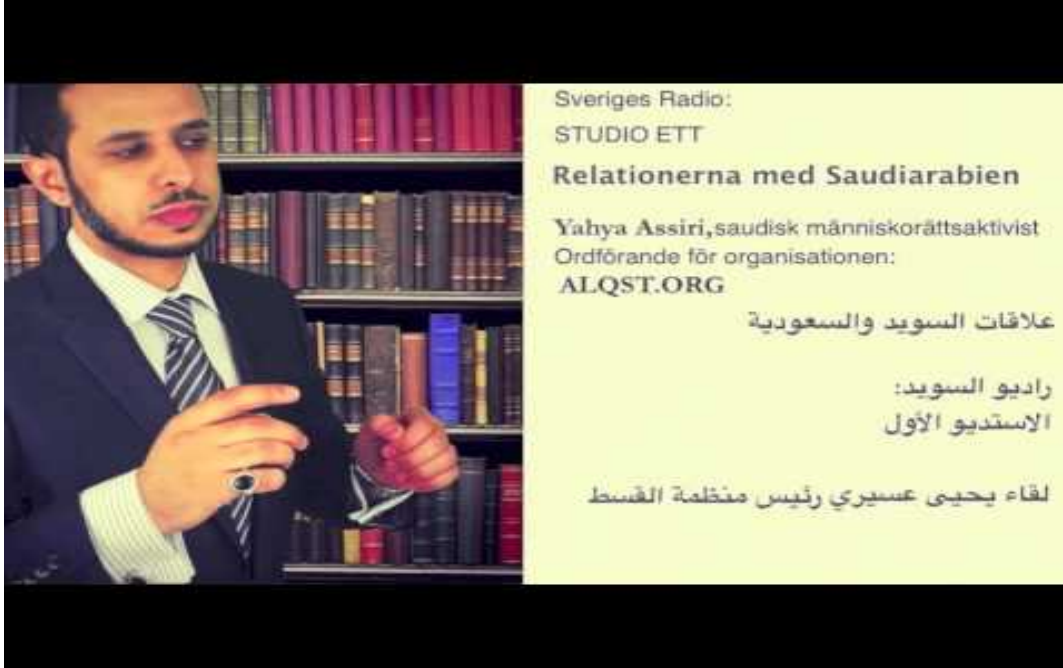 Sveriges Radio:
STUDIO ETT
Relationerna med Saudiarabien
Yahya Assiri,saudisk människorättsaktivist
Ordförande för organisationen:
ALQST.ORG
علاقات السويد والسعودية
راديو السويد:
الاستديو الأول
لقاء يحيى عسيري رئيس منظمة القسط